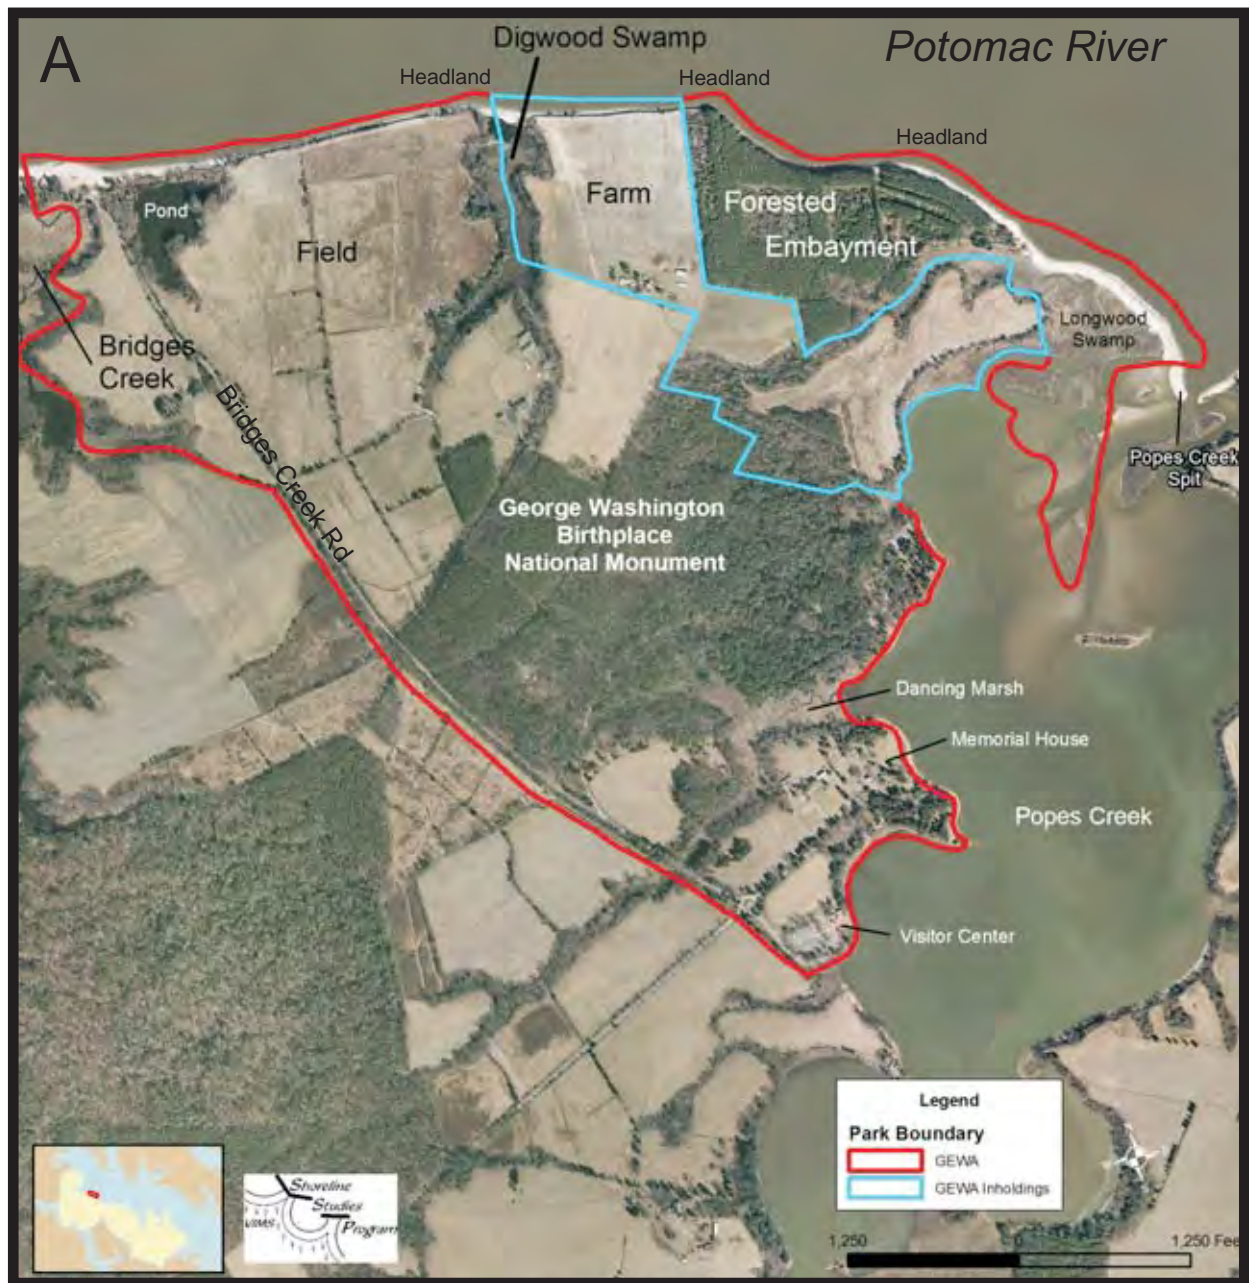 A
Digwood Swamp
Potomac River
Headland
Headland
Headland
Pond
Field
Farm
Forested
Embayment
Longwood
Swamp
Bridges
Creek
Bridges Creek Rd
Popes Creek
Spit
George Washington
Birthplace
National Monument
Dancing Marsh
Memorial House
Popes Creek
Visitor Center
Legend
Park Boundary
GEWA
GEWA Inholdings
Shoreline
Studies
VIMS
Program
1,250
0
1,250 Fee